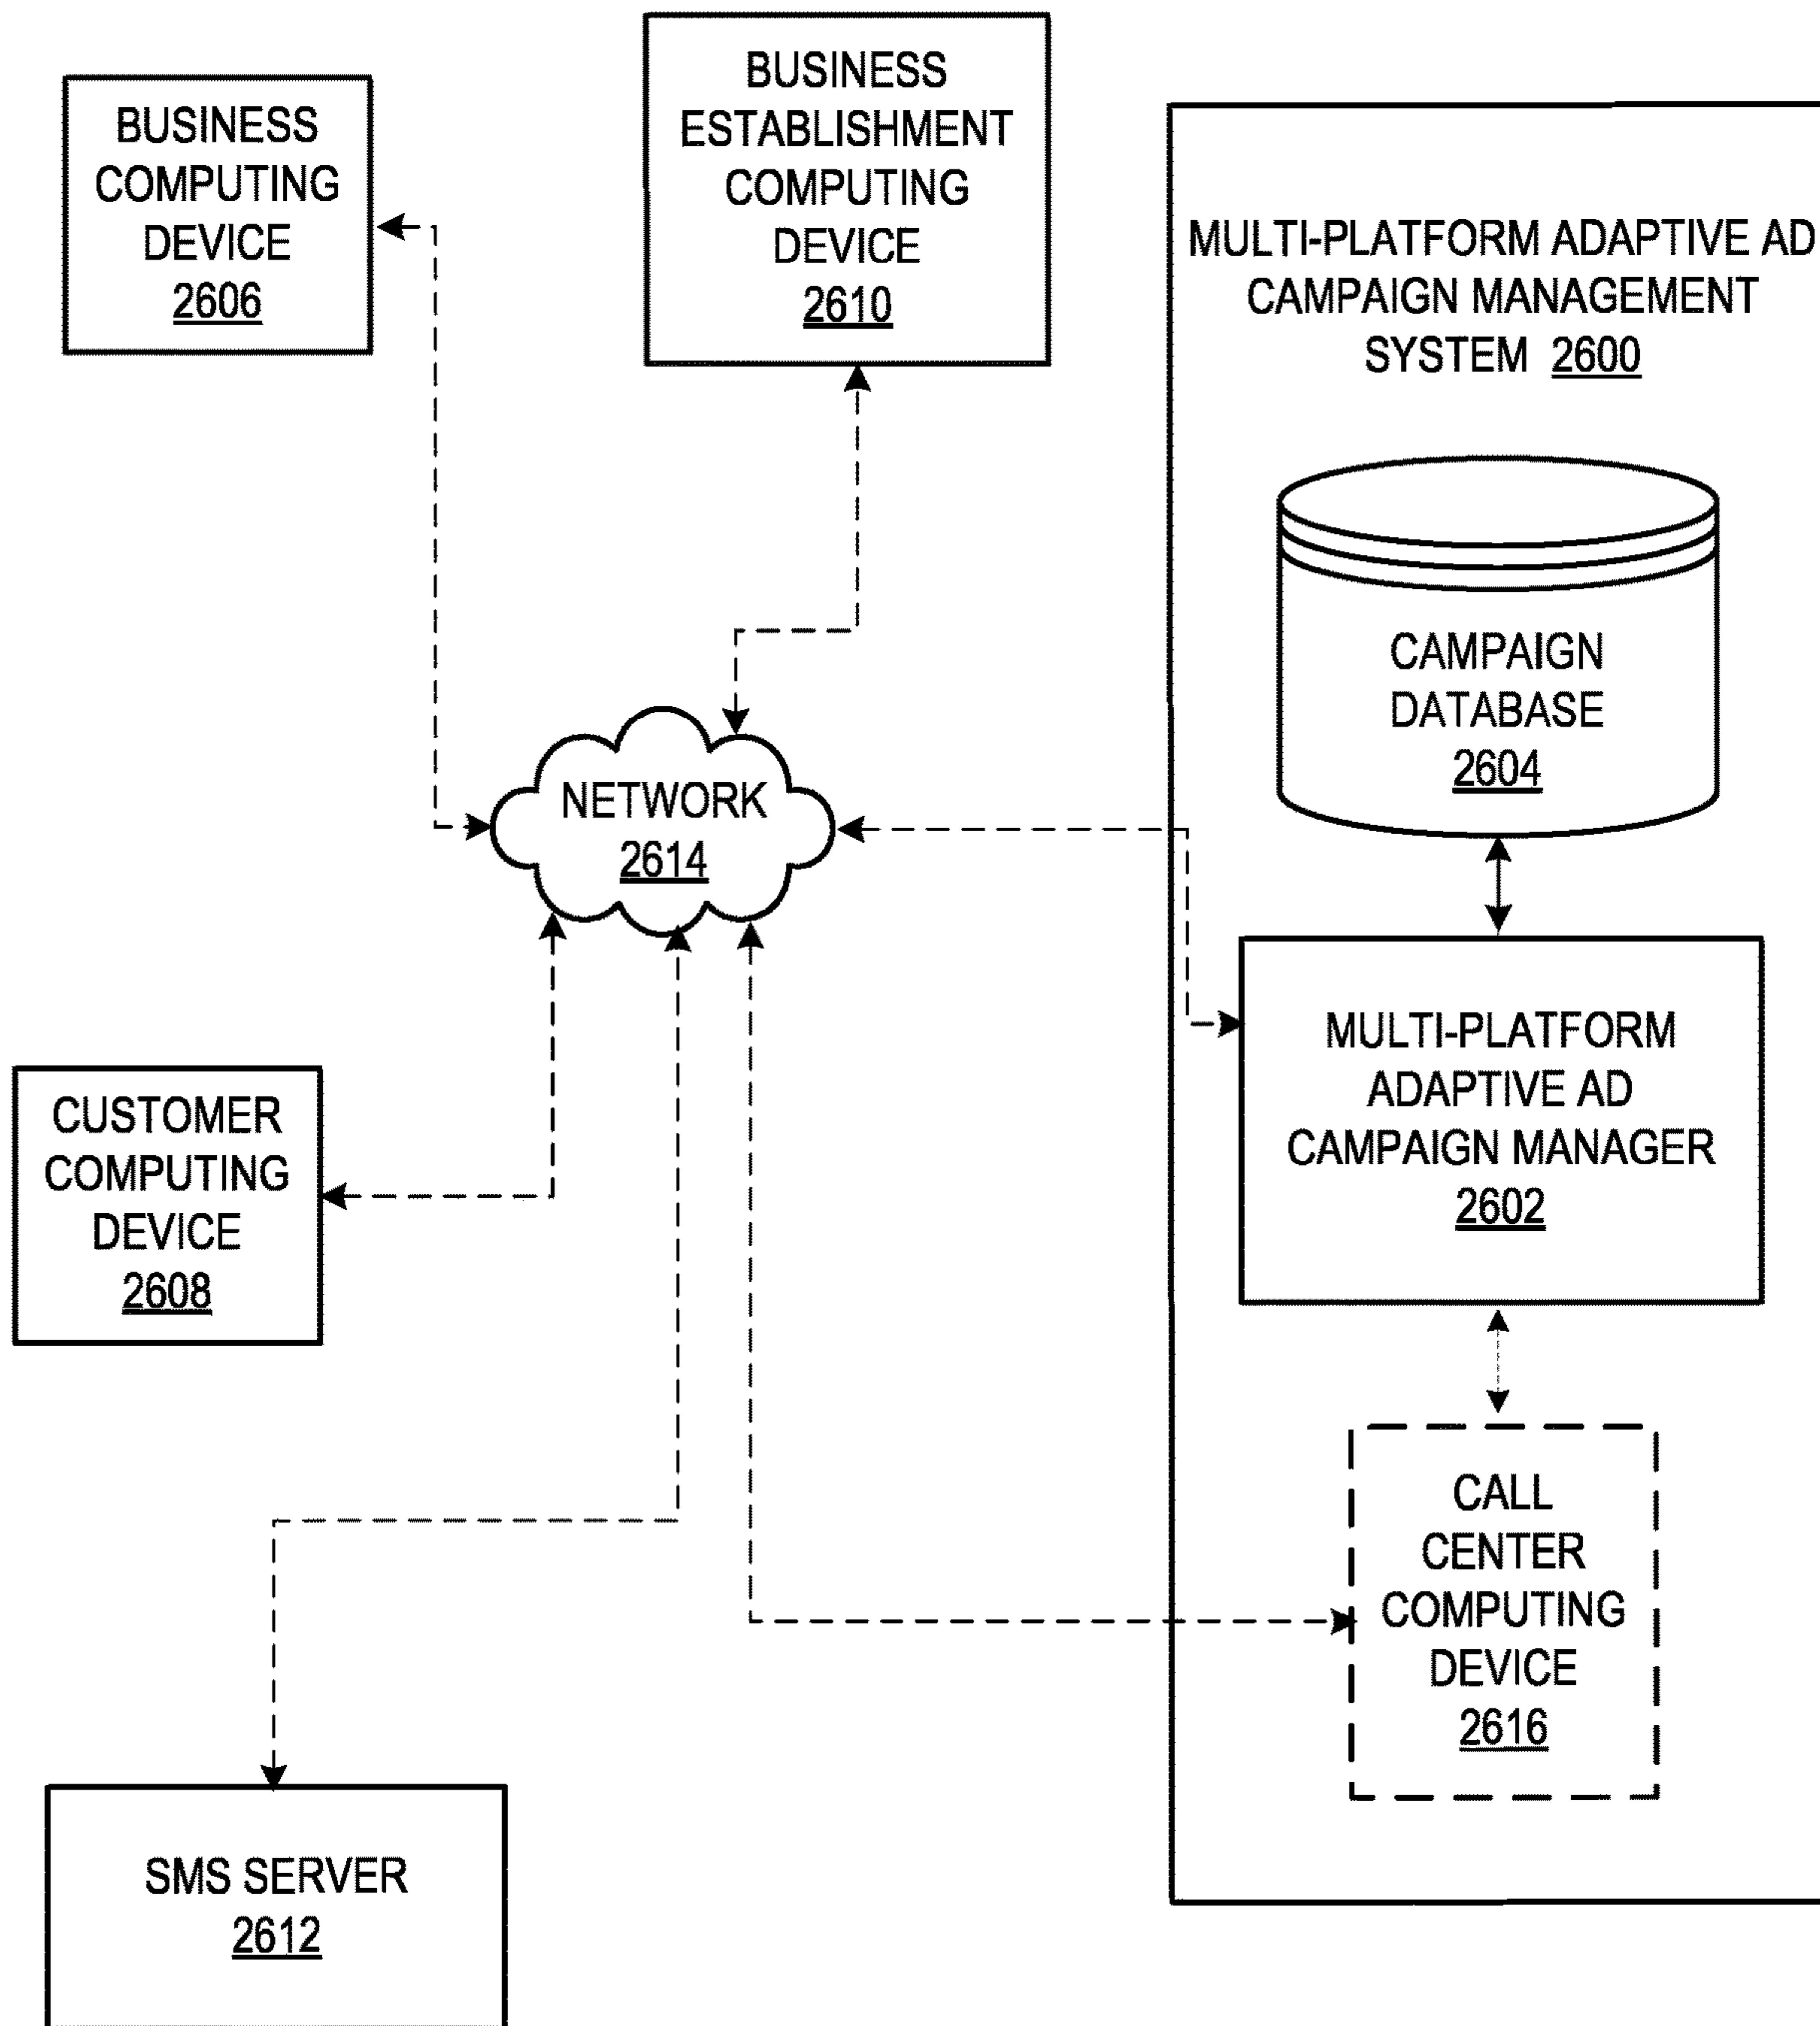 BUSINESS
COMPUTING
DEVICE
2606
BUSINESS
ESTABLISHMENT
COMPUTING
DEVICE
2610
MULTI-PLATFORM ADAPTIVE AD
CAMPAIGN MANAGEMENT
SYSTEM 2600
CAMPAIGN
DATABASE
2604
NETWORK
2614
MULTI-PLATFORM
ADAPTIVE AD
CAMPAIGN MANAGER
2602
CUSTOMER
COMPUTING
DEVICE
2608
CALL
CENTER
COMPUTING
DEVICE
2616
SMS SERVER
2612